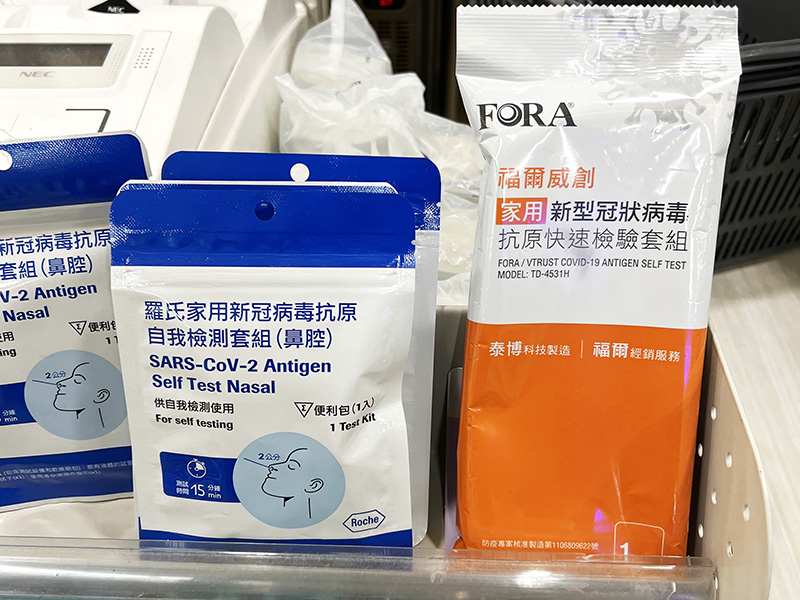 NEC
NEC
新冠病毒抗原
套組(鼻腔)
V-2 Antigen
Nasal
便利包
2公分
分鐘
min
羅氏家用新冠病毒抗原
自我檢測套組(鼻腔)
SARS-CoV-2 Antigen
Self Test Nasal
供自我檢測使用
For self testing
便利包(1入)
1 Test Kit
2公分
測試
時間 15 分鐘
min
Roche
FORA®
福爾威創
家用 新型冠狀病毒
抗原快速檢驗套組
FORA / VTRUST COVID-19 ANTIGEN SELF TEST
MODEL: TD-4531H
泰博科技製造 | 福爾經銷服務
防疫專案核准製造第1106809622號
1